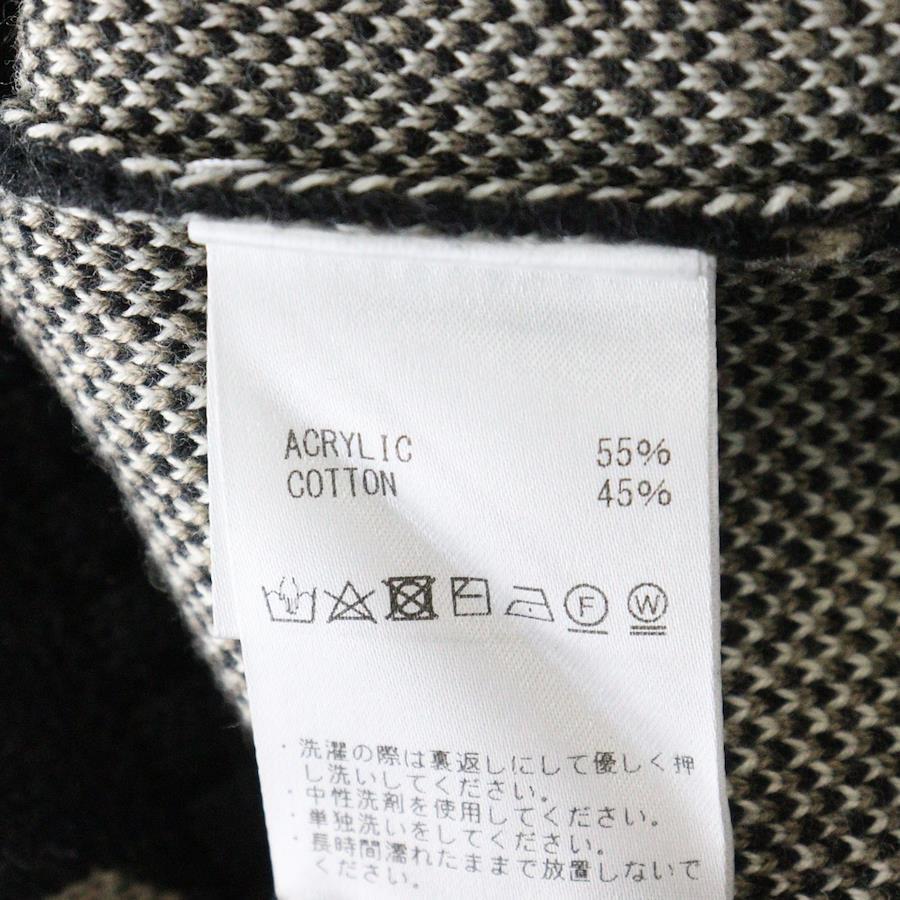 ACRYLIC 55%
COTTON 45%
F W
・洗濯の際は裏返しにして優しく押
し洗いしてください。
・中性洗剤を使用してください。
・単独洗いをしてください。
・長時間濡れたままで放置しないで
ください。